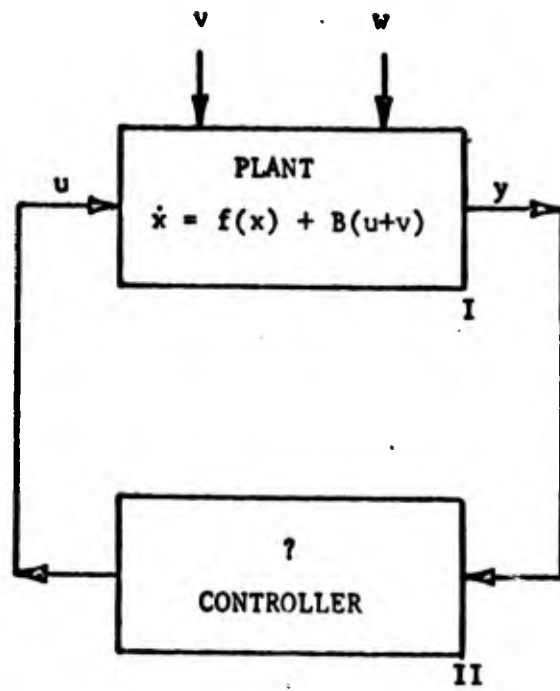 v w
PLANT
u y
ẋ = f(x) + B(u+v)
I
?
CONTROLLER
II